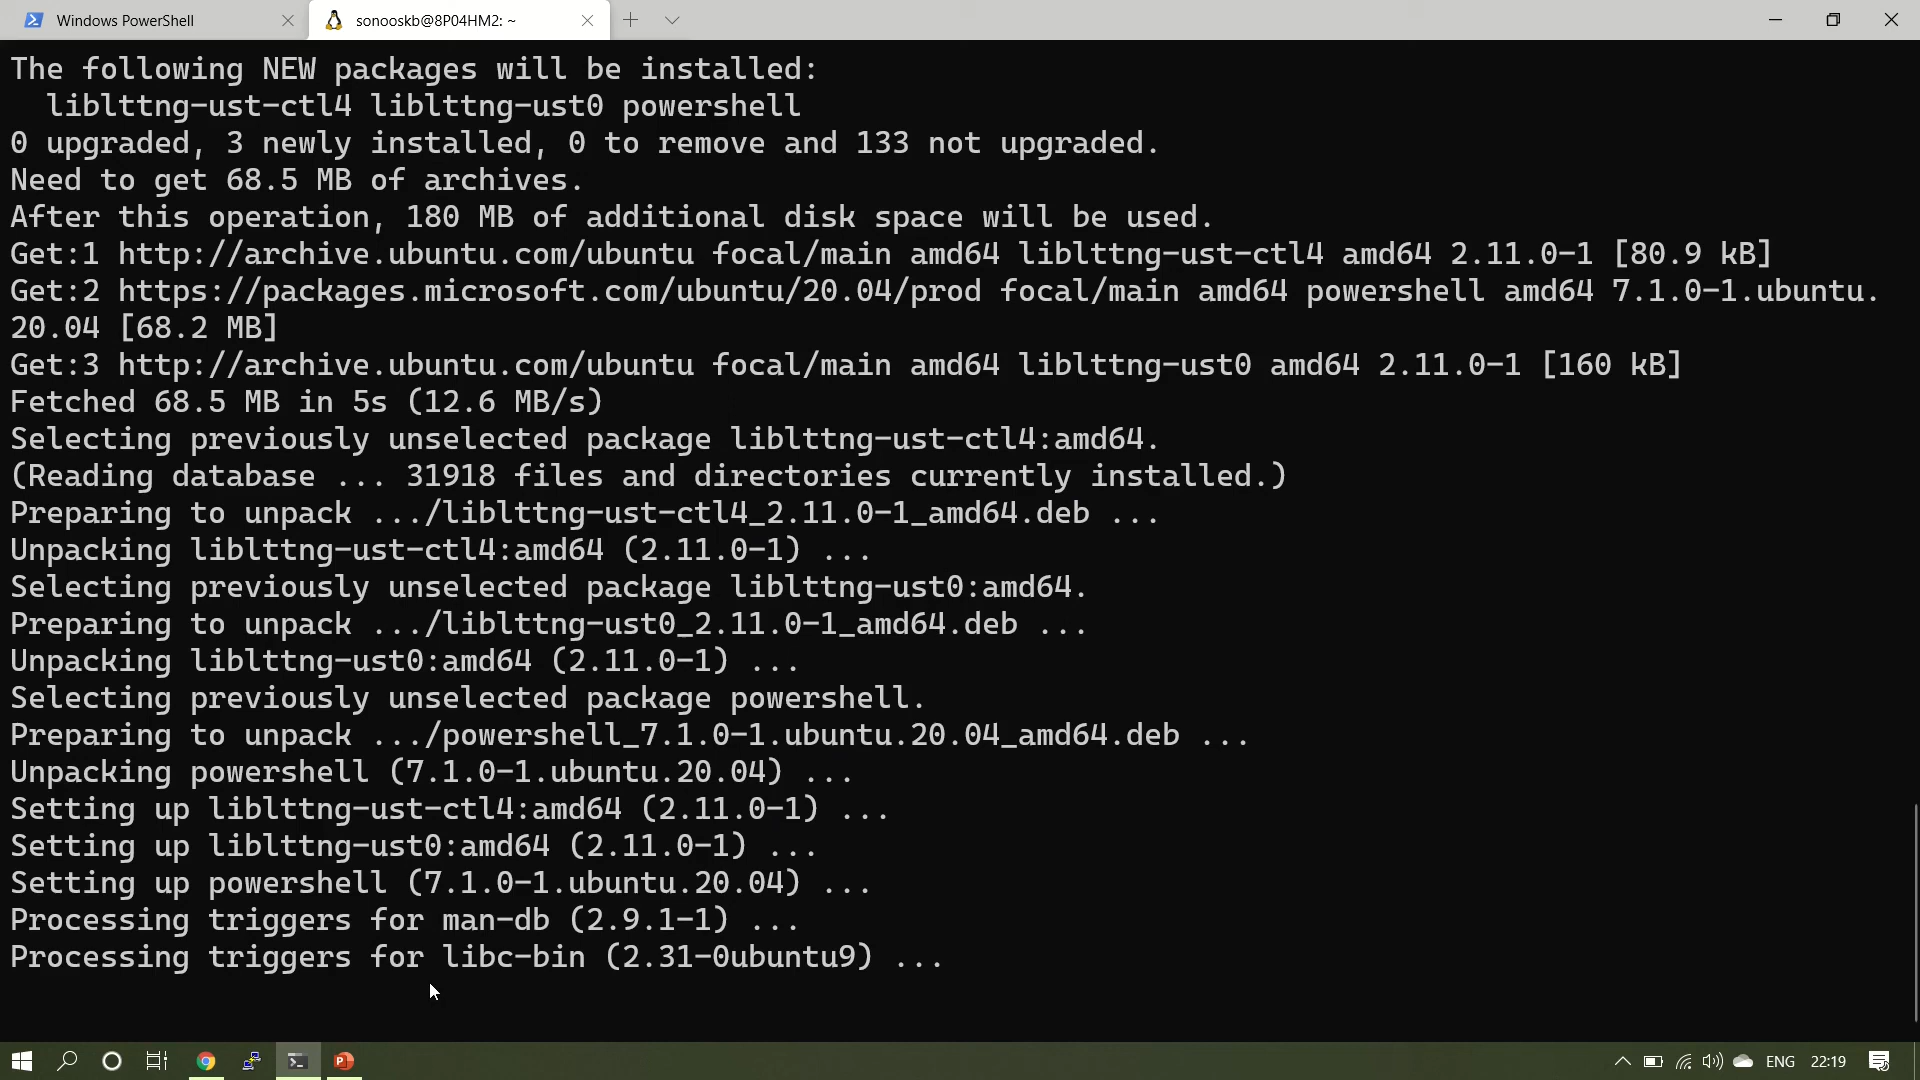 Windows PowerShell
sonooskb@8P04HM2: ~
The following NEW packages will be installed:
liblttng-ust-ctl4 liblttng-ust0 powershell
0 upgraded, 3 newly installed, 0 to remove and 133 not upgraded.
Need to get 68.5 MB of archives.
After this operation, 180 MB of additional disk space will be used.
Get:1 http://archive.ubuntu.com/ubuntu focal/main amd64 liblttng-ust-ctl4 amd64 2.11.0-1 [80.9 kB]
Get:2 https://packages.microsoft.com/ubuntu/20.04/prod focal/main amd64 powershell amd64 7.1.0-1.ubuntu.
20.04 [68.2 MB]
Get:3 http://archive.ubuntu.com/ubuntu focal/main amd64 liblttng-ust0 amd64 2.11.0-1 [160 kB]
Fetched 68.5 MB in 5s (12.6 MB/s)
Selecting previously unselected package liblttng-ust-ctl4:amd64.
(Reading database ... 31918 files and directories currently installed.)
Preparing to unpack .../liblttng-ust-ctl4_2.11.0-1_amd64.deb ...
Unpacking liblttng-ust-ctl4:amd64 (2.11.0-1) ...
Selecting previously unselected package liblttng-ust0:amd64.
Preparing to unpack .../liblttng-ust0_2.11.0-1_amd64.deb ...
Unpacking liblttng-ust0:amd64 (2.11.0-1) ...
Selecting previously unselected package powershell.
Preparing to unpack .../powershell_7.1.0-1.ubuntu.20.04_amd64.deb ...
Unpacking powershell (7.1.0-1.ubuntu.20.04) ...
Setting up liblttng-ust-ctl4:amd64 (2.11.0-1) ...
Setting up liblttng-ust0:amd64 (2.11.0-1) ...
Setting up powershell (7.1.0-1.ubuntu.20.04) ...
Processing triggers for man-db (2.9.1-1) ...
Processing triggers for libc-bin (2.31-0ubuntu9) ...
ENG 22:19